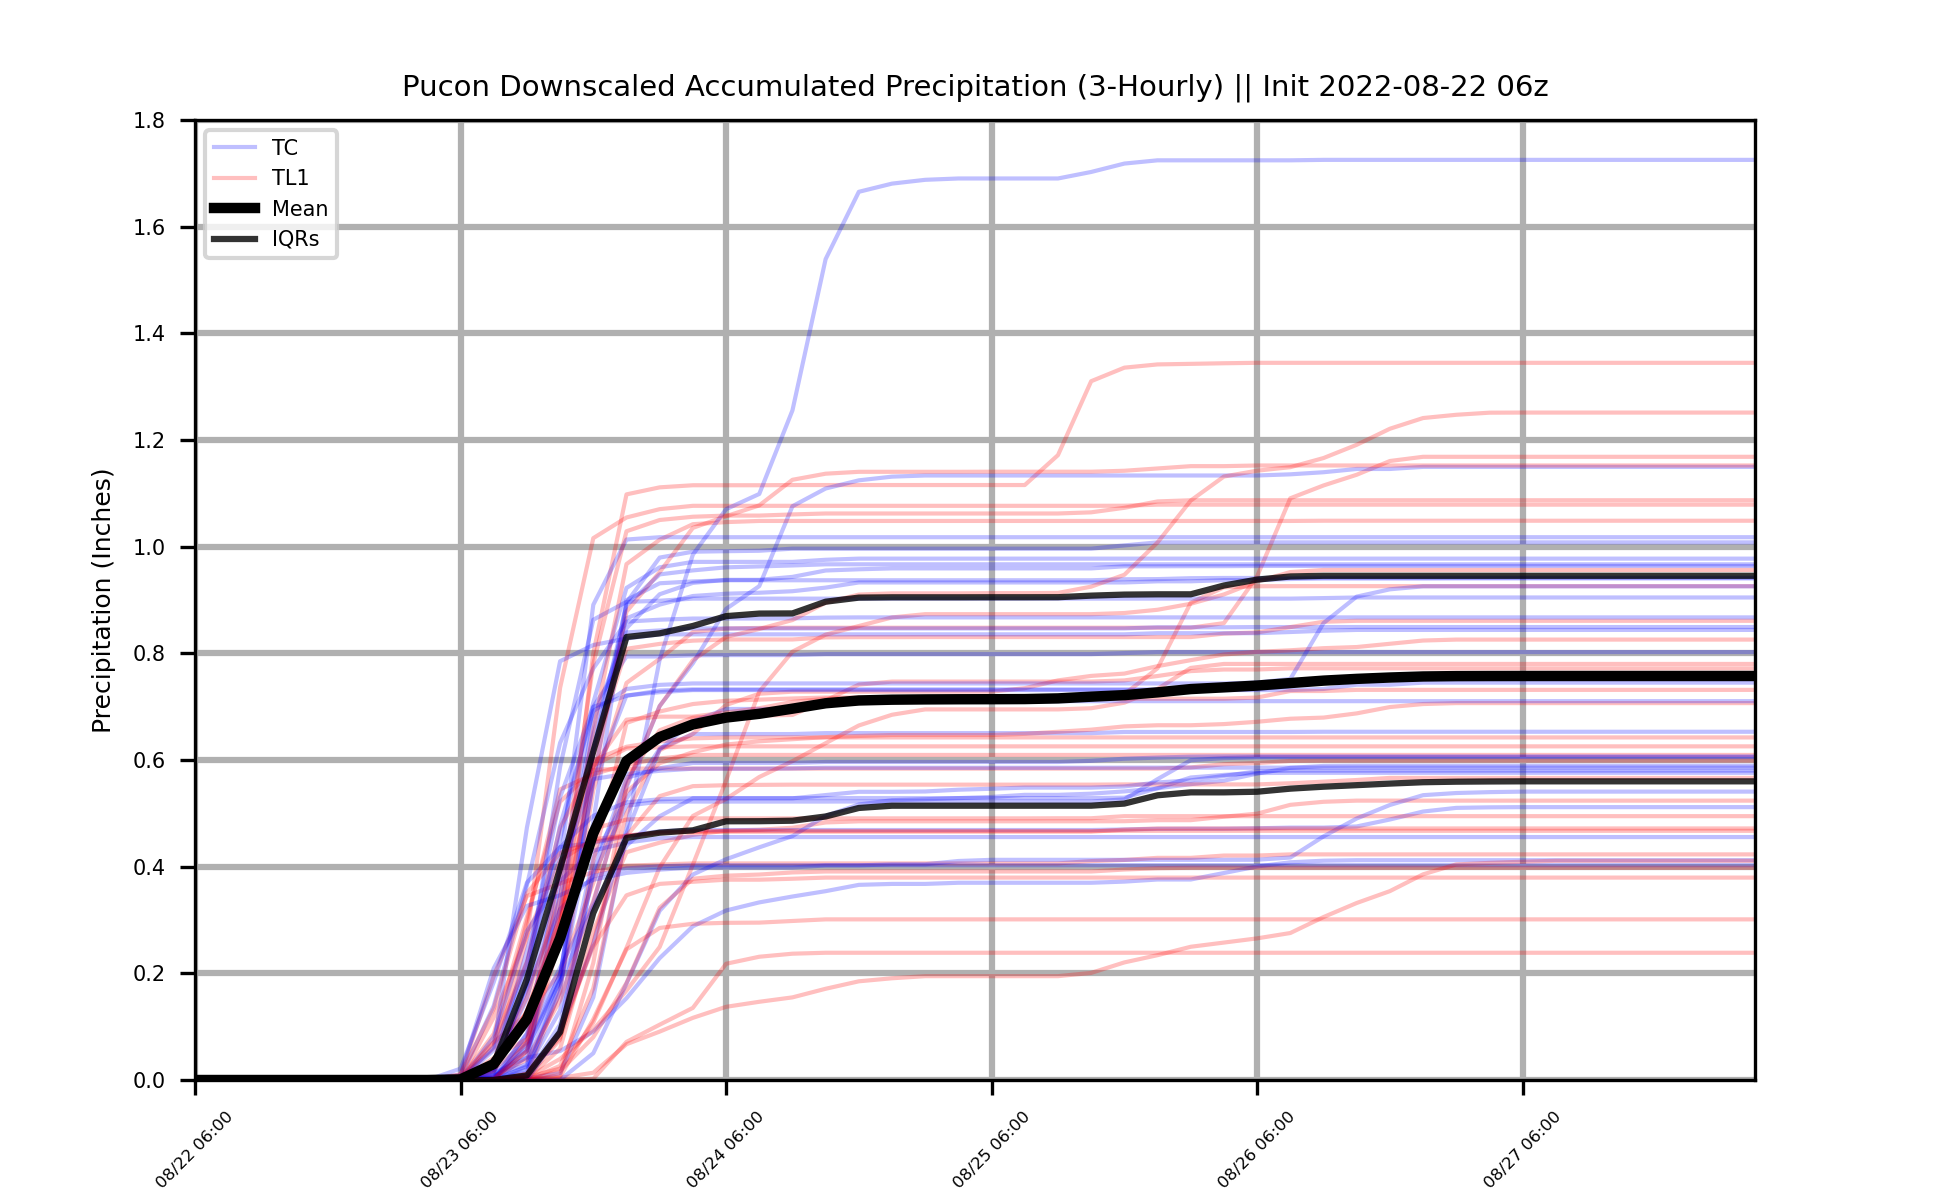 Pucon Downscaled Accumulated Precipitation (3-Hourly) || Init 2022-08-22 06z
TC
TL1
Mean
IQRs
Precipitation (Inches)
1.8
1.6
1.4
1.2
1.0
0.8
0.6
0.4
0.2
0.0
08/22 06:00
08/23 06:00
08/24 06:00
08/25 06:00
08/26 06:00
08/27 06:00